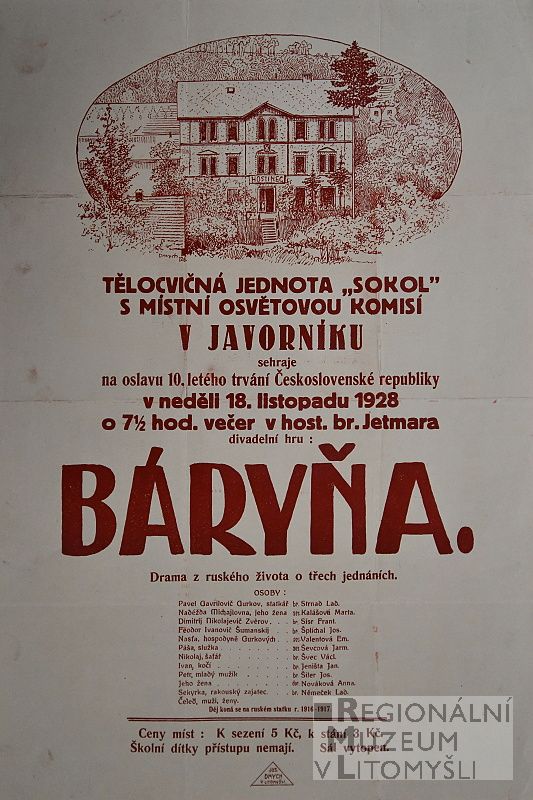 HOSTINEC
TĚLOCVIČNÁ JEDNOTA „SOKOL"
S MÍSTNÍ OSVĚTOVOU KOMISÍ
V JAVORNÍKU
sehraje
na oslavu 10. letého trvání Československé republiky
v neděli 18. listopadu 1928
o 7½ hod. večer v host. br. Jetmara
divadelní hru :
BÁRYŇA.
Drama z ruského života o třech jednáních.
OSOBY :
Pavel Gavrilovič Gurkov, statkář br. Strnad Lad.
Naděžda Michajlovna, jeho žena ses. Kalášová Marta.
Dimitrij Nikolajevič Zvěrov . . br. Sísr Frant.
Féodor Ivanovič Šumanskij . . br. Šplíchal Jos.
Nasťa, hospodyně Gurkových . . ses. Valentová Em.
Páša, služka . . . ses. Ševcová Jarm.
Nikolaj, šafář . . . br. Švec Václ.
Ivan, kočí . . . br. Jeništa Jan.
Petr, mladý mužík . . . br. Šiler Jos.
Jeho žena . . . ses. Nováková Anna.
Sekyrka, rakouský zajatec . . br. Němeček Lad.
Čeleď, muži, ženy.
Děj koná se na ruském statku r. 1916-1917.
Ceny míst : K sezení 5 Kč, k stání 3 Kč.
Školní dítky přístupu nemají. Sál vytopen.
JOS.
DMYCH
V LITOMYŠLI
REGIONÁLNÍ
MUZEUM
V LITOMYŠLI